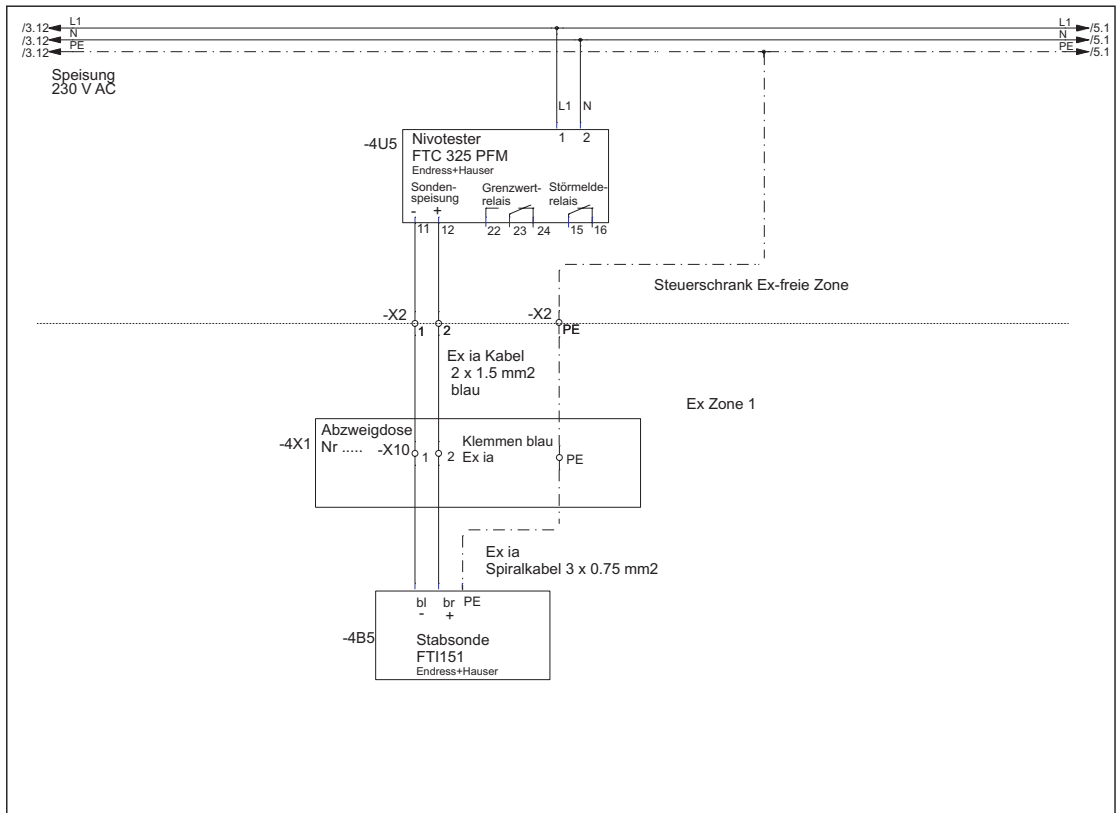 L1
/3.12
N
/3.12
PE
/3.12
L1
/5.1
N
/5.1
PE
/5.1
Speisung
230 V AC
L1 N
-4U5
Nivotester
FTC 325 PFM
Endress+Hauser
1 2
Sonden-
speisung
- +
Grenzwert-
relais
Störmelde-
relais
11 12 22 23 24 15 16
Steuerschrank Ex-freie Zone
-X2
1 2
-X2
PE
Ex ia Kabel
2 x 1.5 mm2
blau
Ex Zone 1
-4X1
Abzweigdose
Nr .....
-X10
1 2
Klemmen blau
Ex ia
PE
Ex ia
Spiralkabel 3 x 0.75 mm2
bl br PE
- +
-4B5
Stabsonde
FTI151
Endress+Hauser